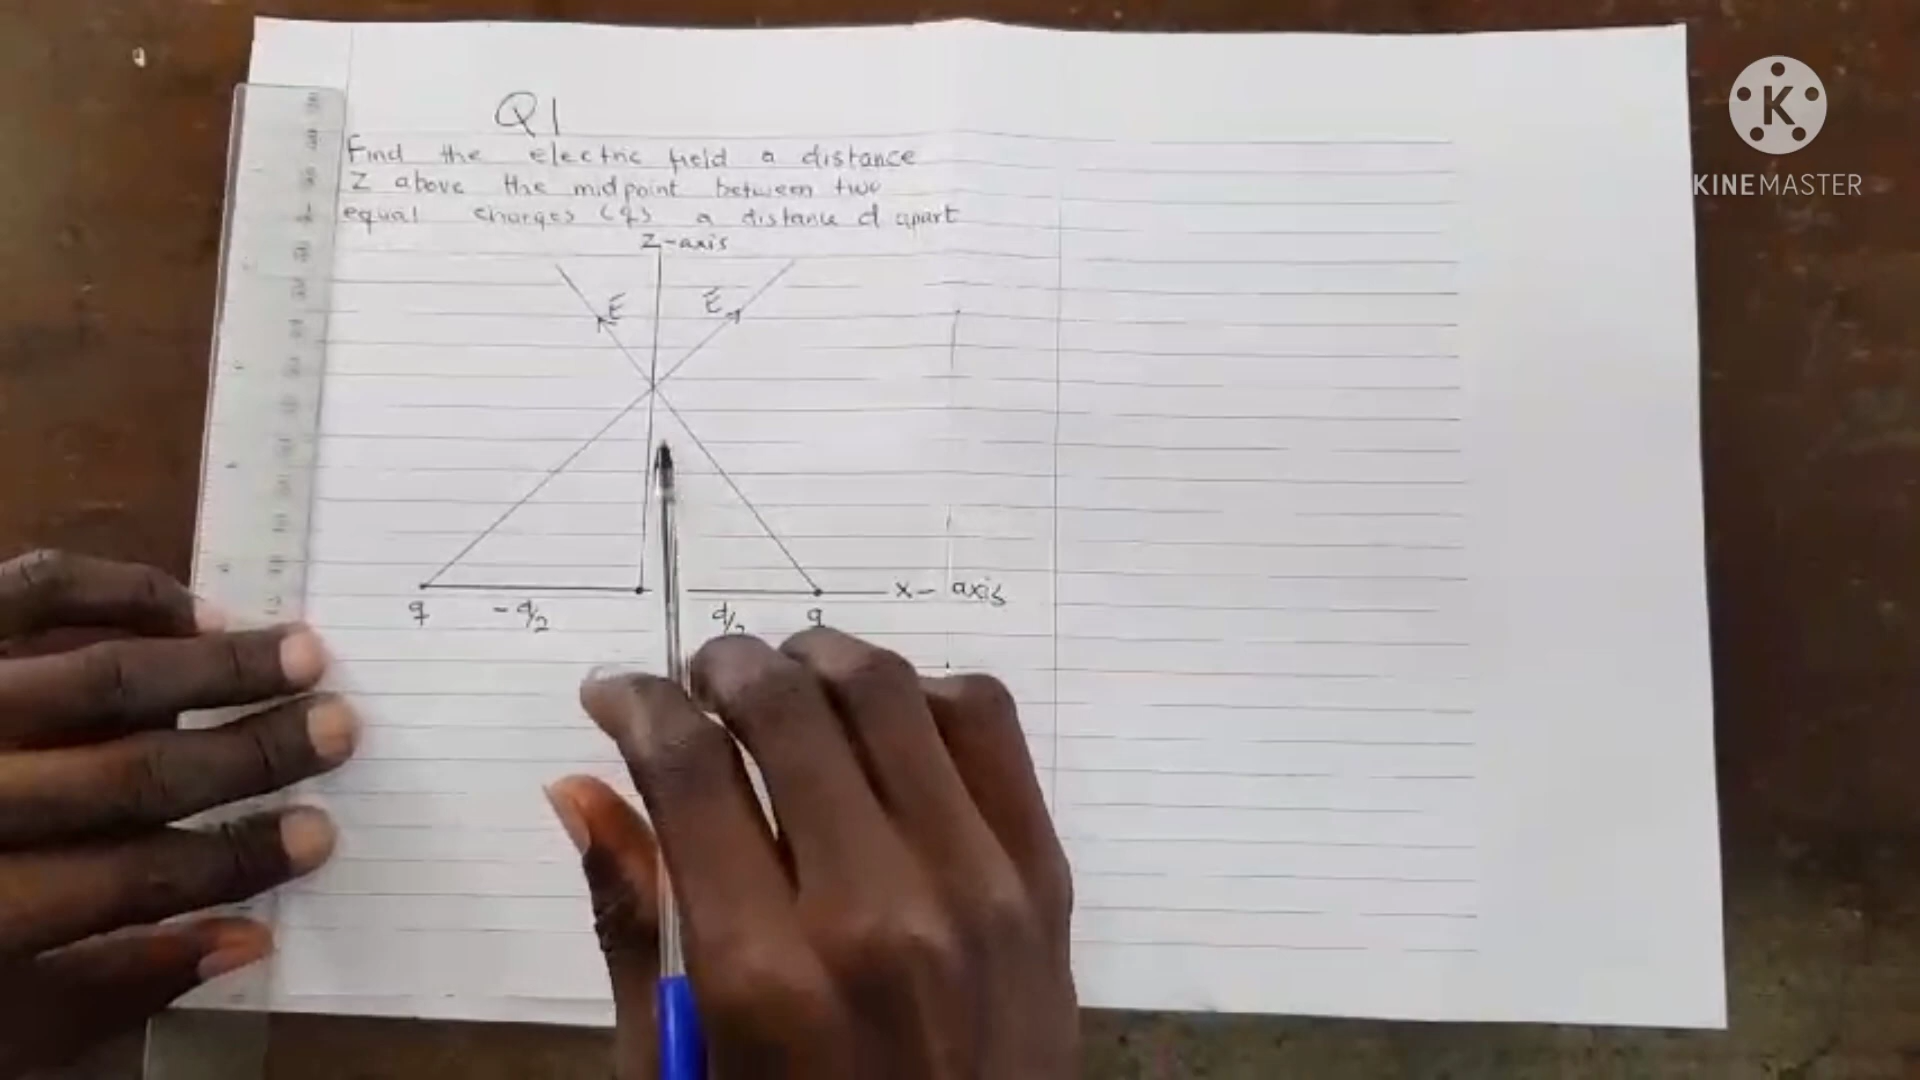 Q1
Find the electric field a distance
Z above the midpoint between two
equal charges (q) a distance d apart
Z-axis
E E
x- axis
q -d/2 d/2 q
K
KINEMASTER